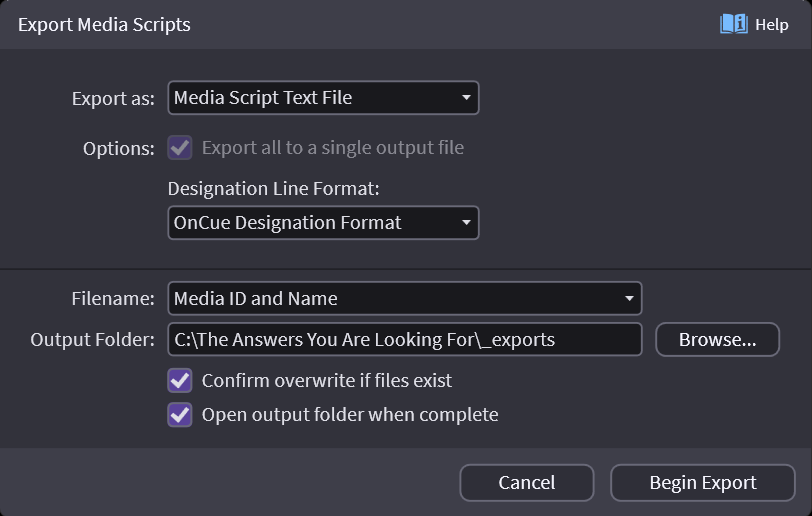 Export Media Scripts
Help
Export as: Media Script Text File
Options: Export all to a single output file
Designation Line Format:
OnCue Designation Format
Filename: Media ID and Name
Output Folder: C:\The Answers You Are Looking For\_exports Browse...
Confirm overwrite if files exist
Open output folder when complete
Cancel Begin Export